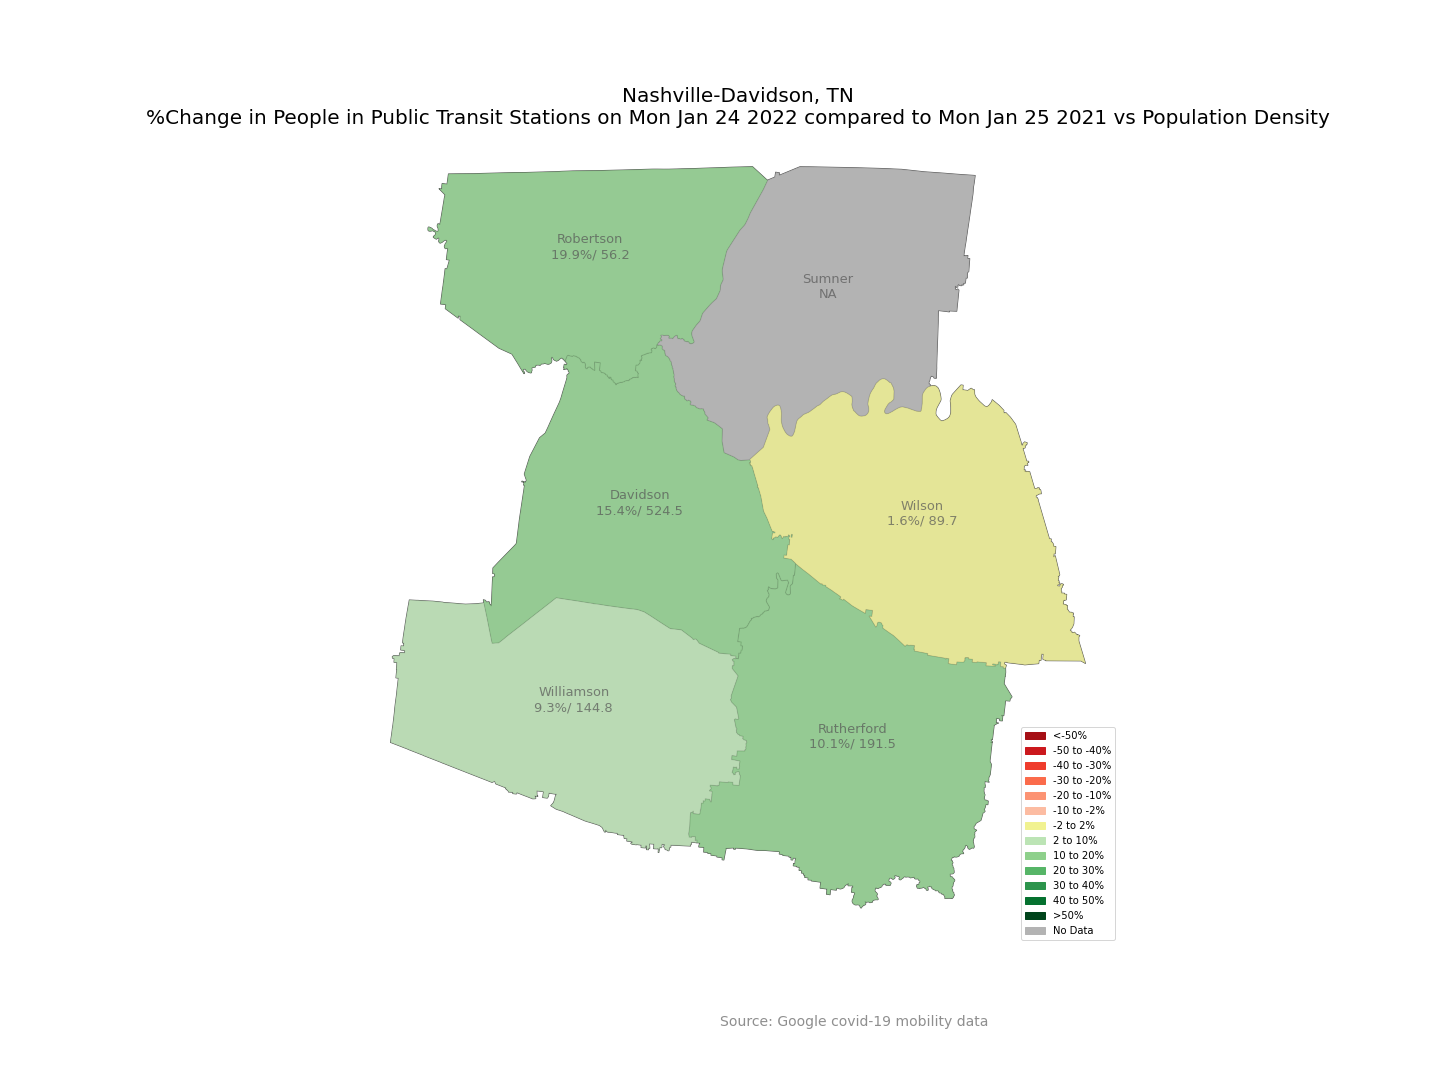 Nashville-Davidson, TN
%Change in People in Public Transit Stations on Mon Jan 24 2022 compared to Mon Jan 25 2021 vs Population Density
Robertson
19.9%/ 56.2
Sumner
NA
Davidson
15.4%/ 524.5
Wilson
1.6%/ 89.7
Williamson
9.3%/ 144.8
Rutherford
10.1%/ 191.5
<-50%
-50 to -40%
-40 to -30%
-30 to -20%
-20 to -10%
-10 to -2%
-2 to 2%
2 to 10%
10 to 20%
20 to 30%
30 to 40%
40 to 50%
>50%
No Data
Source: Google covid-19 mobility data